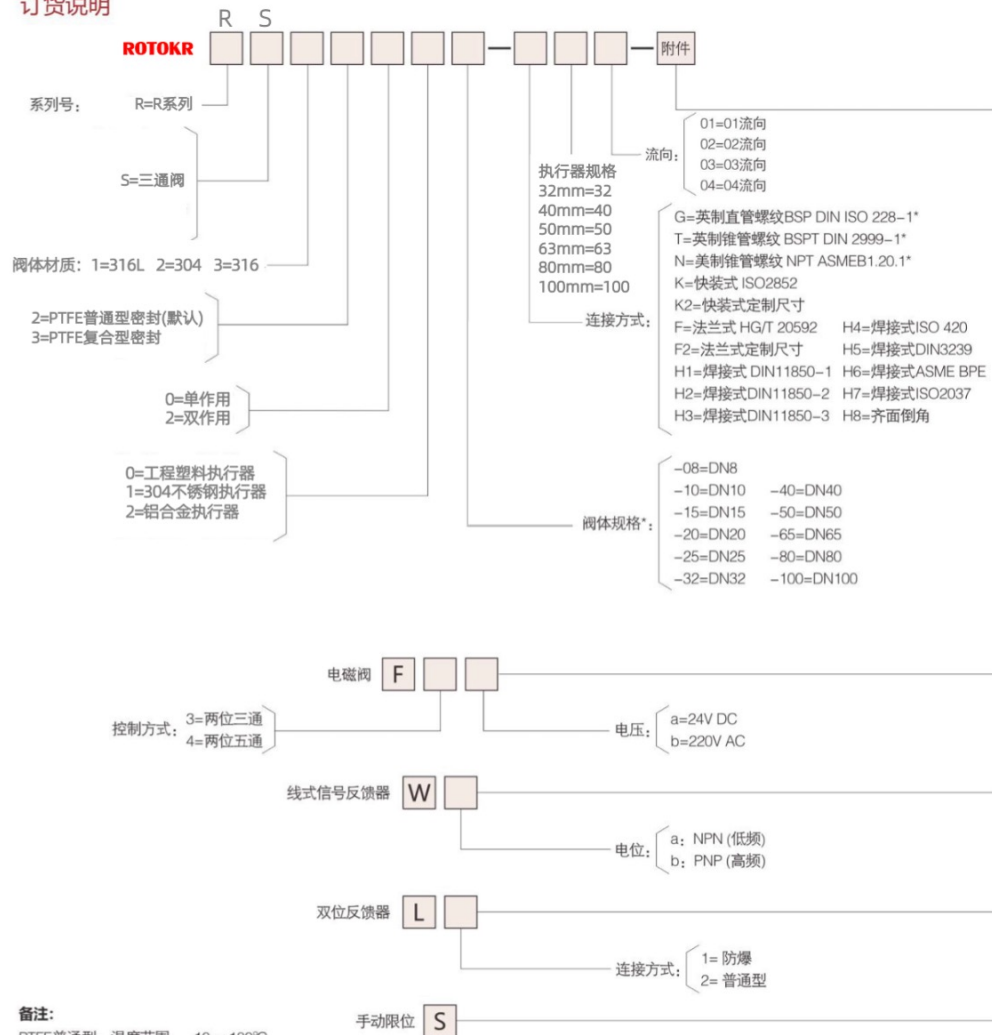 订货说明
R S
ROTOKR
附件
系列号： R=R系列
S=三通阀
阀体材质：1=316L 2=304 3=316
2=PTFE普通型密封(默认)
3=PTFE复合型密封
0=单作用
2=双作用
0=工程塑料执行器
1=304不锈钢执行器
2=铝合金执行器
流向：
01=01流向
02=02流向
03=03流向
04=04流向
执行器规格
32mm=32
40mm=40
50mm=50
63mm=63
80mm=80
100mm=100
连接方式：
G=英制直管螺纹BSP DIN ISO 228-1*
T=英制锥管螺纹 BSPT DIN 2999-1*
N=美制锥管螺纹 NPT ASMEB1.20.1*
K=快装式 ISO2852
K2=快装式定制尺寸
F=法兰式 HG/T 20592 H4=焊接式ISO 420
F2=法兰式定制尺寸 H5=焊接式DIN3239
H1=焊接式 DIN11850-1 H6=焊接式ASME BPE
H2=焊接式DIN11850-2 H7=焊接式ISO2037
H3=焊接式DIN11850-3 H8=齐面倒角
阀体规格*：
-08=DN8
-10=DN10 -40=DN40
-15=DN15 -50=DN50
-20=DN20 -65=DN65
-25=DN25 -80=DN80
-32=DN32 -100=DN100
电磁阀 F
控制方式：
3=两位三通
4=两位五通
电压：
a=24V DC
b=220V AC
线式信号反馈器 W
电位：
a：NPN (低频)
b：PNP (高频)
双位反馈器 L
连接方式：
1= 防爆
2= 普通型
手动限位 S
备注：
PTFE普通型，温度范围